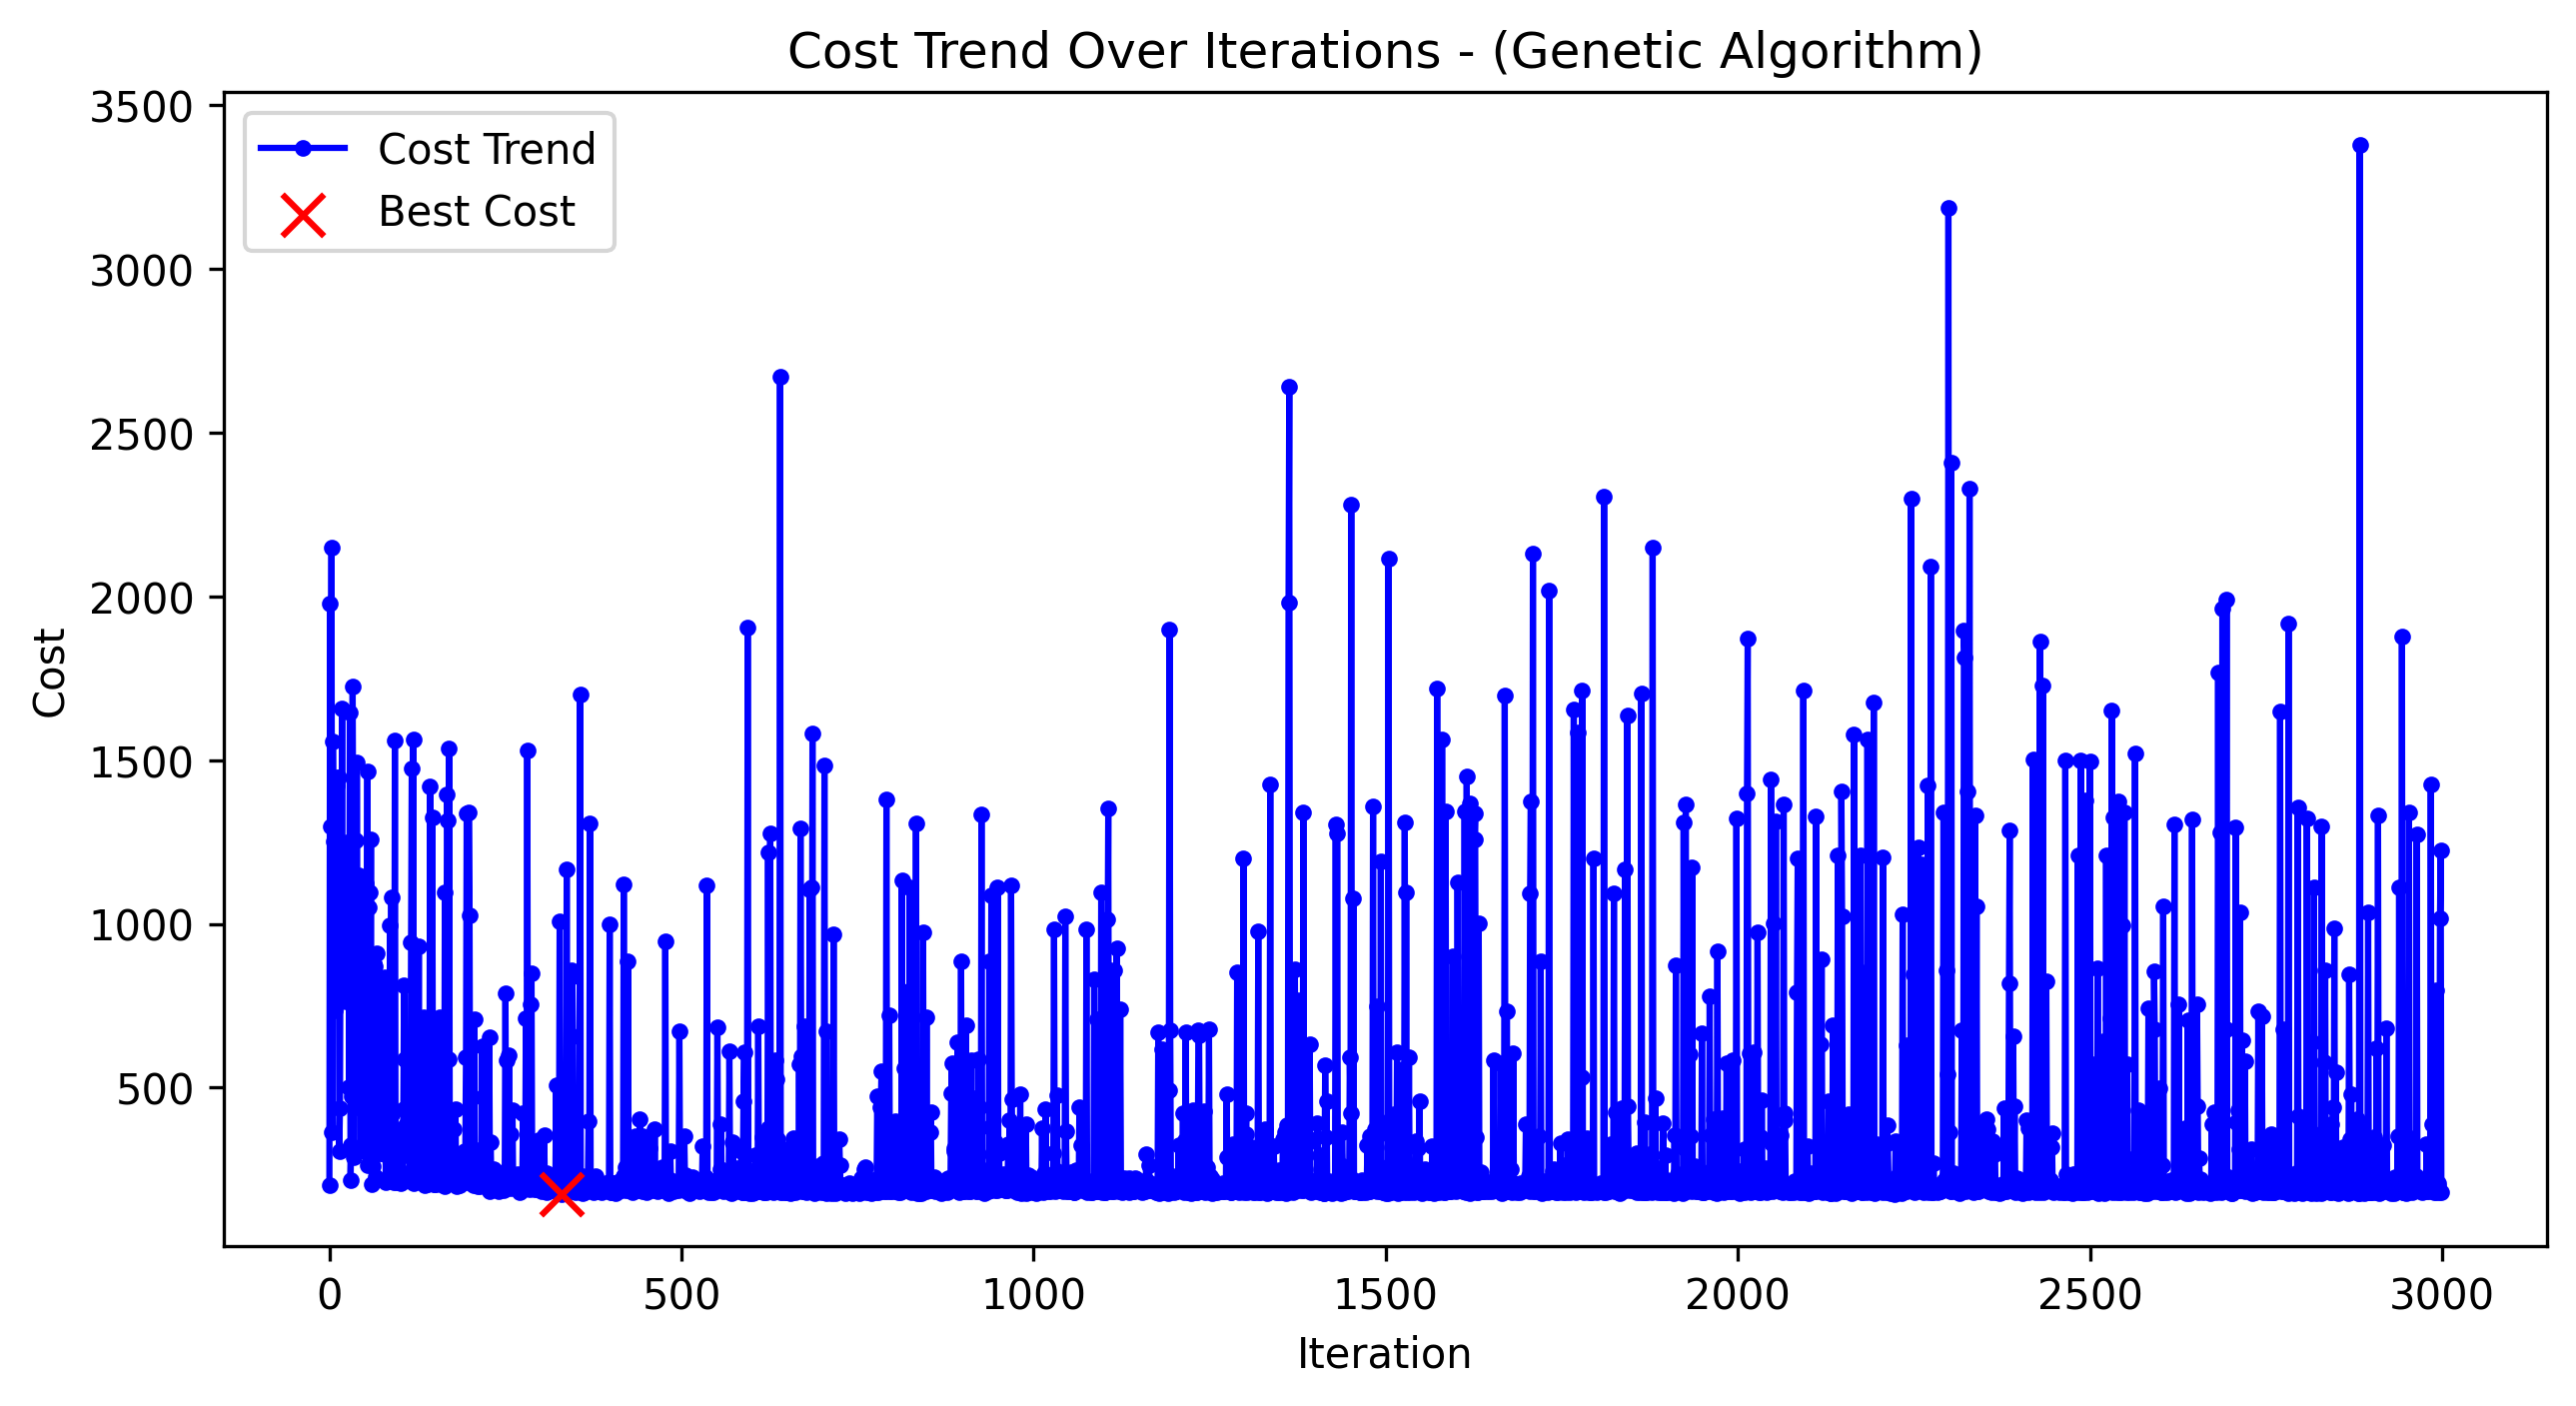 Cost Trend Over Iterations - (Genetic Algorithm)
Cost Trend
Best Cost
3500
3000
2500
2000
1500
1000
500
Cost
0 500 1000 1500 2000 2500 3000
Iteration